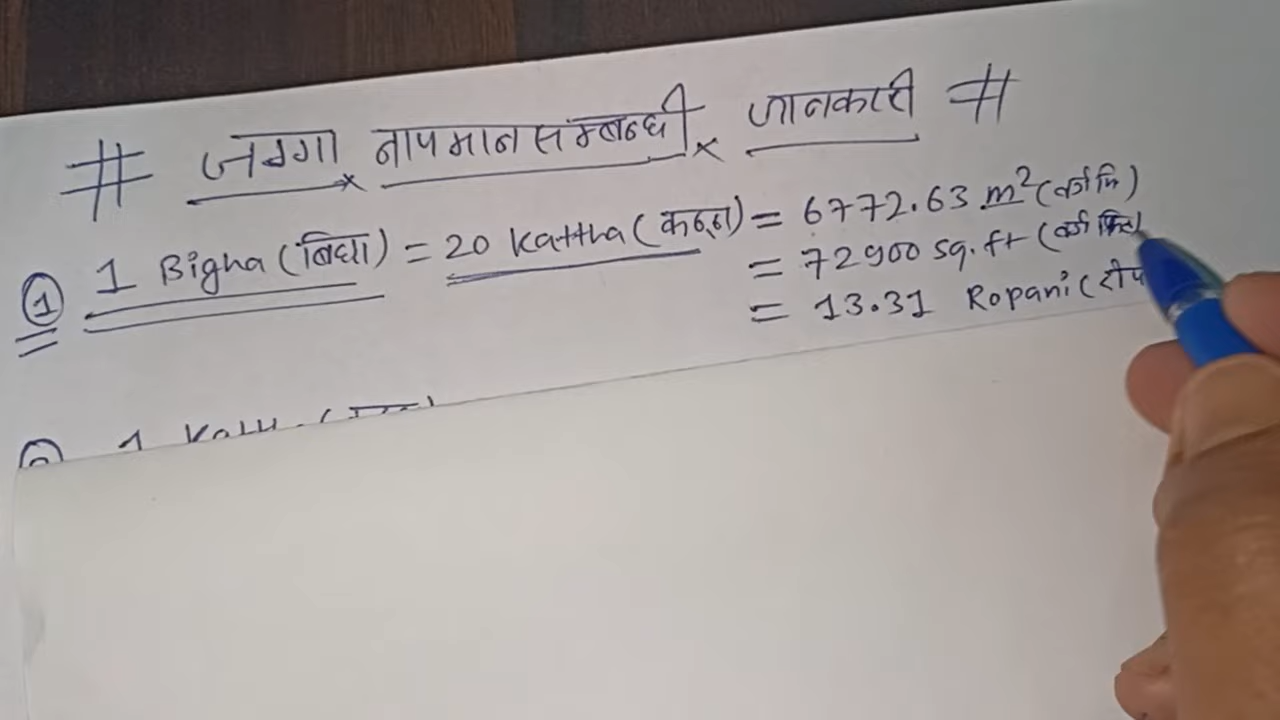 # जग्गा नापमान सम्बन्धी जानकारी #
① 1 Bigha (बिघा) = 20 Kattha (कठ्ठा) = 6772.63 m² (वर्ग मि)
= 72900 sq.ft (वर्ग फिट)
= 13.31 Ropani (रोप
1